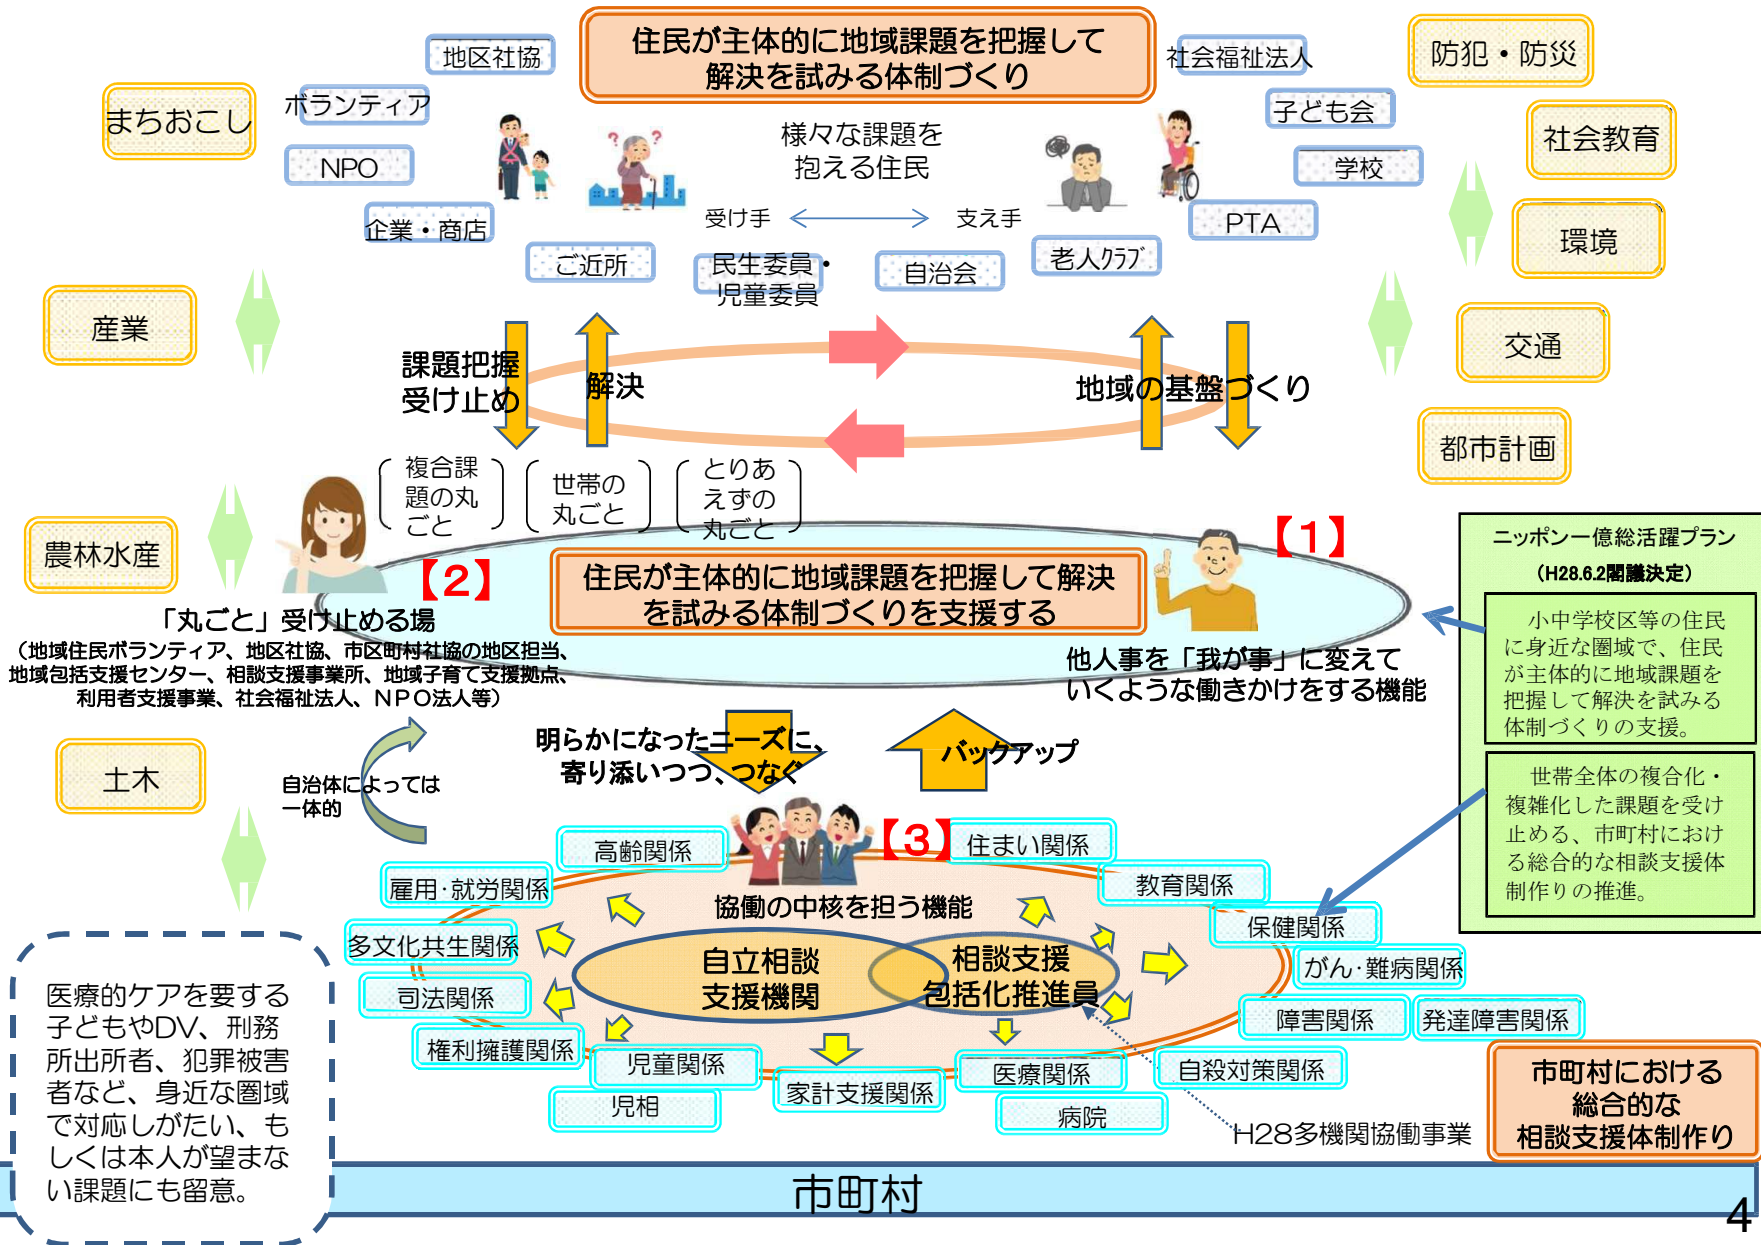 住民が主体的に地域課題を把握して
解決を試みる体制づくり
地区社協
社会福祉法人
防犯・防災
まちおこし
ボランティア
子ども会
社会教育
NPO
様々な課題を
抱える住民
学校
企業・商店
受け手
支え手
PTA
環境
ご近所
民生委員・
児童委員
自治会
老人クラブ
産業
交通
課題把握
受け止め
解決
地域の基盤づくり
都市計画
複合課
題の丸
ごと
世帯の
丸ごと
とりあ
えずの
丸ごと
農林水産
【1】
【2】
住民が主体的に地域課題を把握して解決
を試みる体制づくりを支援する
ニッポン一億総活躍プラン
(H28.6.2閣議決定)
小中学校区等の住民
に身近な圏域で、住民
が主体的に地域課題を
把握して解決を試みる
体制づくりの支援。
「丸ごと」受け止める場
(地域住民ボランティア、地区社協、市区町村社協の地区担当、
地域包括支援センター、相談支援事業所、地域子育て支援拠点、
利用者支援事業、社会福祉法人、NPO法人等)
他人事を「我が事」に変えて
いくような働きかけをする機能
土木
自治体によっては
一体的
明らかになったニーズに、
寄り添いつつ、つなぐ
バックアップ
世帯全体の複合化・
複雑化した課題を受け
止める、市町村におけ
る総合的な相談支援体
制作りの推進。
【3】
高齢関係
住まい関係
雇用・就労関係
教育関係
協働の中核を担う機能
多文化共生関係
保健関係
自立相談
支援機関
相談支援
包括化推進員
がん・難病関係
司法関係
障害関係
発達障害関係
権利擁護関係
児童関係
家計支援関係
医療関係
自殺対策関係
児相
病院
H28多機関協働事業
医療的ケアを要する
子どもやDV、刑務
所出所者、犯罪被害
者など、身近な圏域
で対応しがたい、も
しくは本人が望まな
い課題にも留意。
市町村における
総合的な
相談支援体制作り
市町村
4